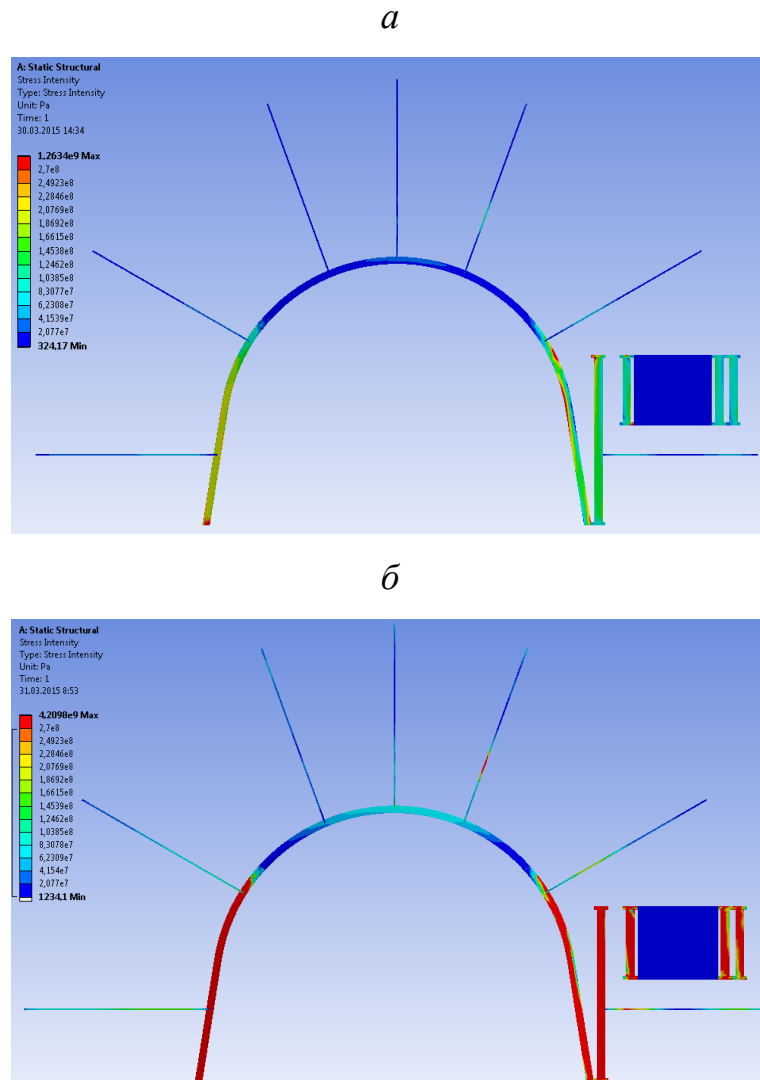 а
A: Static Structural
Stress Intensity
Type: Stress Intensity
Unit: Pa
Time: 1
30.03.2015 14:34
1,2634e9 Max
2,7e8
2,4923e8
2,2846e8
2,0769e8
1,8692e8
1,6615e8
1,4538e8
1,2462e8
1,0385e8
8,3077e7
6,2308e7
4,1539e7
2,077e7
324,17 Min
б
A: Static Structural
Stress Intensity
Type: Stress Intensity
Unit: Pa
Time: 1
31.03.2015 8:53
4,2098e9 Max
2,7e8
2,4923e8
2,2846e8
2,0769e8
1,8692e8
1,6615e8
1,4539e8
1,2462e8
1,0385e8
8,3078e7
6,2309e7
4,154e7
2,077e7
1234,1 Min